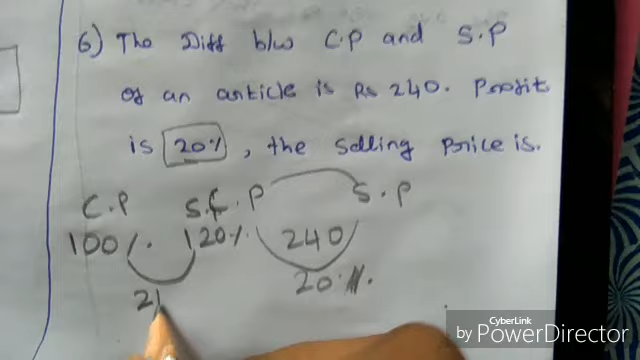 6) The Diff b/w C.P and S.P
of an article is Rs 240. Profit
is 20%, the Selling Price is.
C.P S.P S.P
100% 120% 240
20%.
2
CyberLink
by PowerDirector